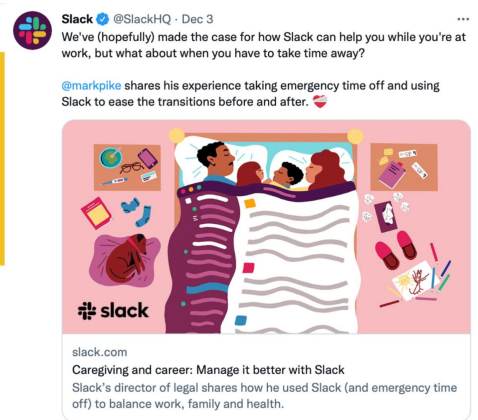 Slack @SlackHQ · Dec 3
We've (hopefully) made the case for how Slack can help you while you're at
work, but what about when you have to take time away?
@markpike shares his experience taking emergency time off and using
Slack to ease the transitions before and after.
slack
slack.com
Caregiving and career: Manage it better with Slack
Slack's director of legal shares how he used Slack (and emergency time
off) to balance work, family and health.